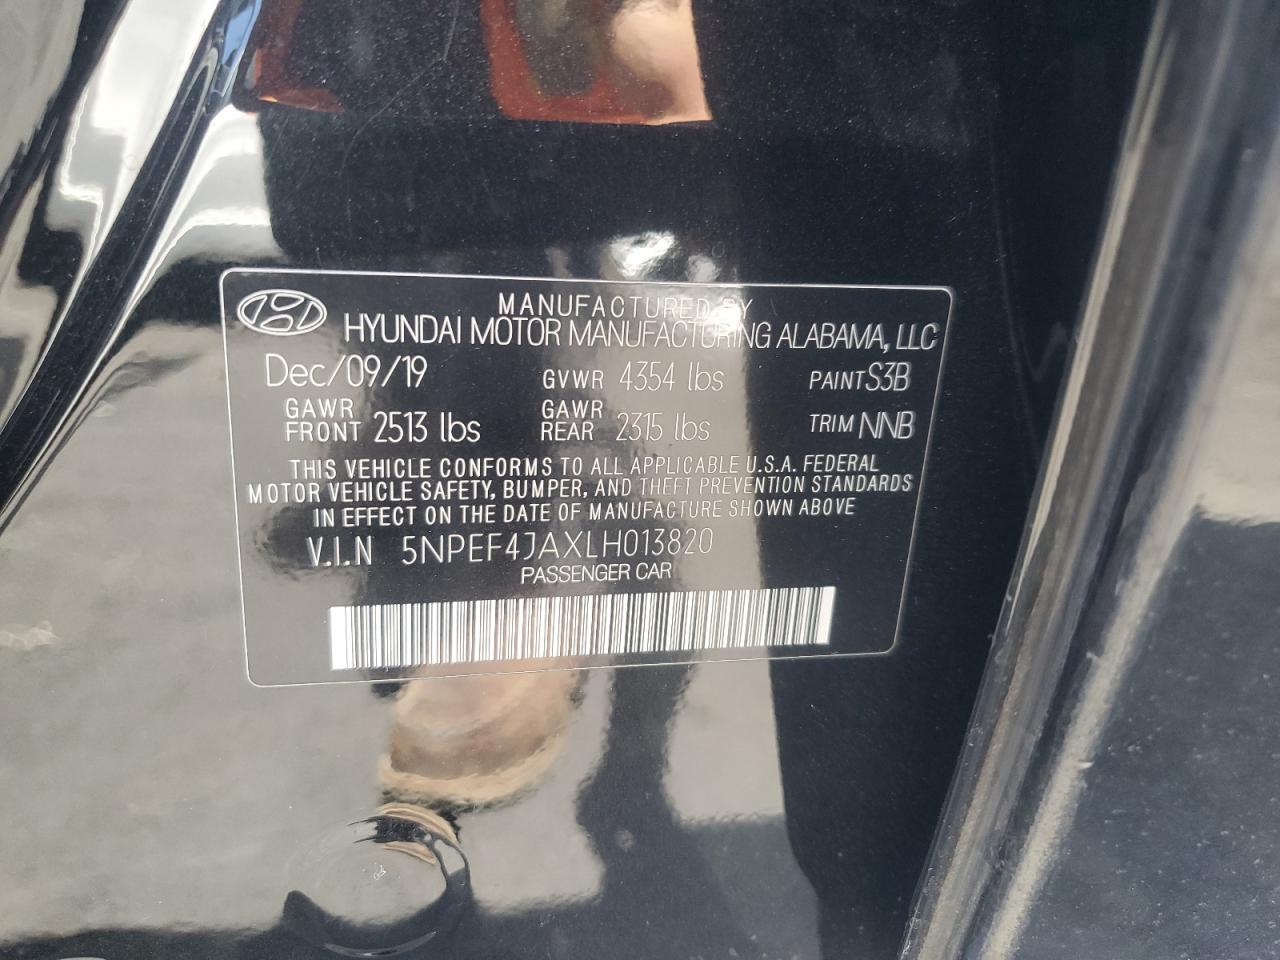 MANUFACTURED BY
HYUNDAI MOTOR MANUFACTURING ALABAMA, LLC
Dec/09/19 GVWR 4354 lbs PAINT S3B
GAWR FRONT 2513 lbs GAWR REAR 2315 lbs TRIM NNB
THIS VEHICLE CONFORMS TO ALL APPLICABLE U.S.A. FEDERAL
MOTOR VEHICLE SAFETY, BUMPER, AND THEFT PREVENTION STANDARDS
IN EFFECT ON THE DATE OF MANUFACTURE SHOWN ABOVE
V.I.N 5NPEF4JAXLH013820
PASSENGER CAR